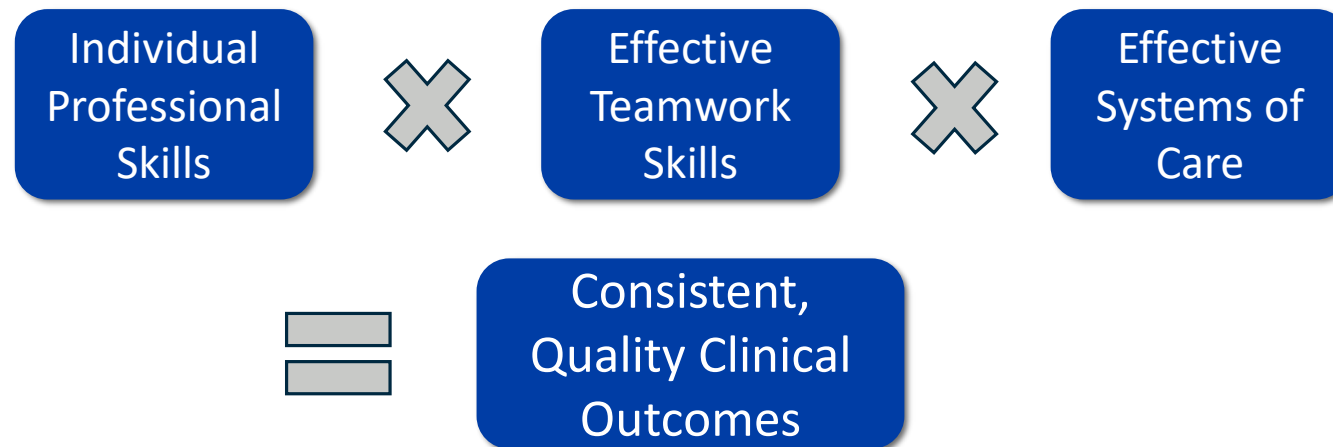 Individual
Professional
Skills
Effective
Teamwork
Skills
Effective
Systems of
Care
Consistent,
Quality Clinical
Outcomes